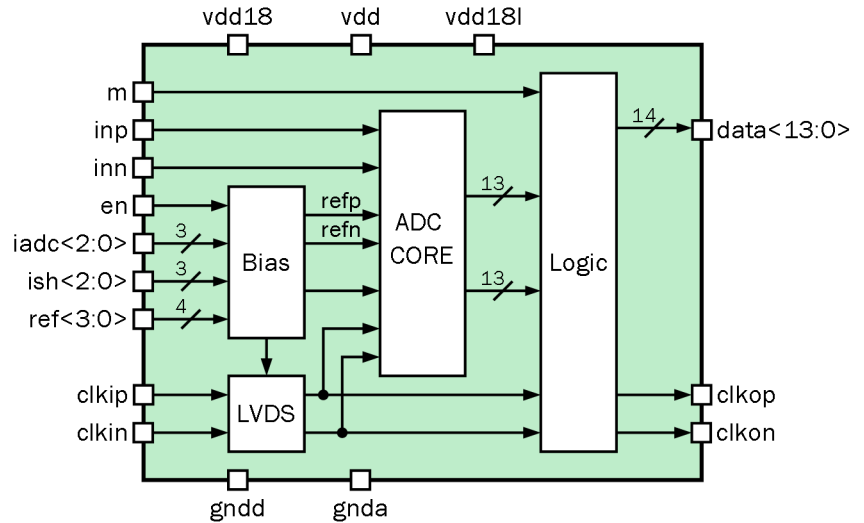 vdd18
vdd
vdd18l
m
inp
inn
en
iadc<2:0>
3
ish<2:0>
3
ref<3:0>
4
clkip
clkin
Bias
LVDS
refp
refn
ADC
CORE
13
13
Logic
14
data<13:0>
clkop
clkon
gndd
gnda